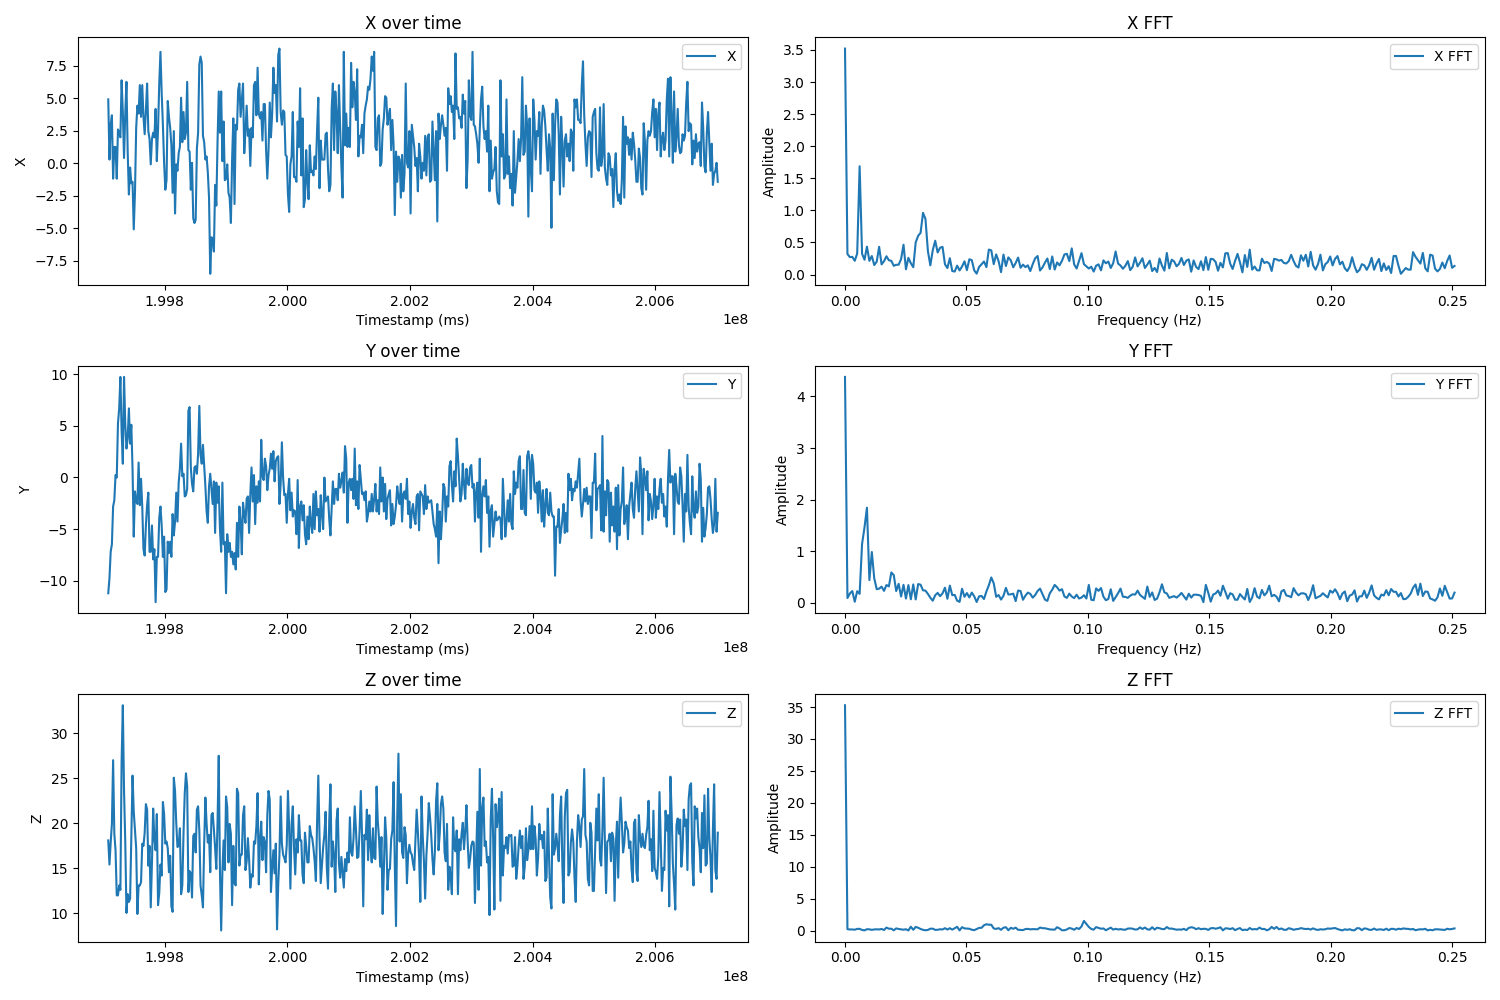 X over time
X
7.5
5.0
2.5
0.0
−2.5
−5.0
−7.5
X
1.998 2.000 2.002 2.004 2.006
1e8
Timestamp (ms)
X FFT
X FFT
3.5
3.0
2.5
2.0
1.5
1.0
0.5
0.0
Amplitude
0.00 0.05 0.10 0.15 0.20 0.25
Frequency (Hz)
Y over time
Y
10
5
0
−5
−10
Y
1.998 2.000 2.002 2.004 2.006
1e8
Timestamp (ms)
Y FFT
Y FFT
4
3
2
1
0
Amplitude
0.00 0.05 0.10 0.15 0.20 0.25
Frequency (Hz)
Z over time
Z
30
25
20
15
10
Z
1.998 2.000 2.002 2.004 2.006
1e8
Timestamp (ms)
Z FFT
Z FFT
35
30
25
20
15
10
5
0
Amplitude
0.00 0.05 0.10 0.15 0.20 0.25
Frequency (Hz)